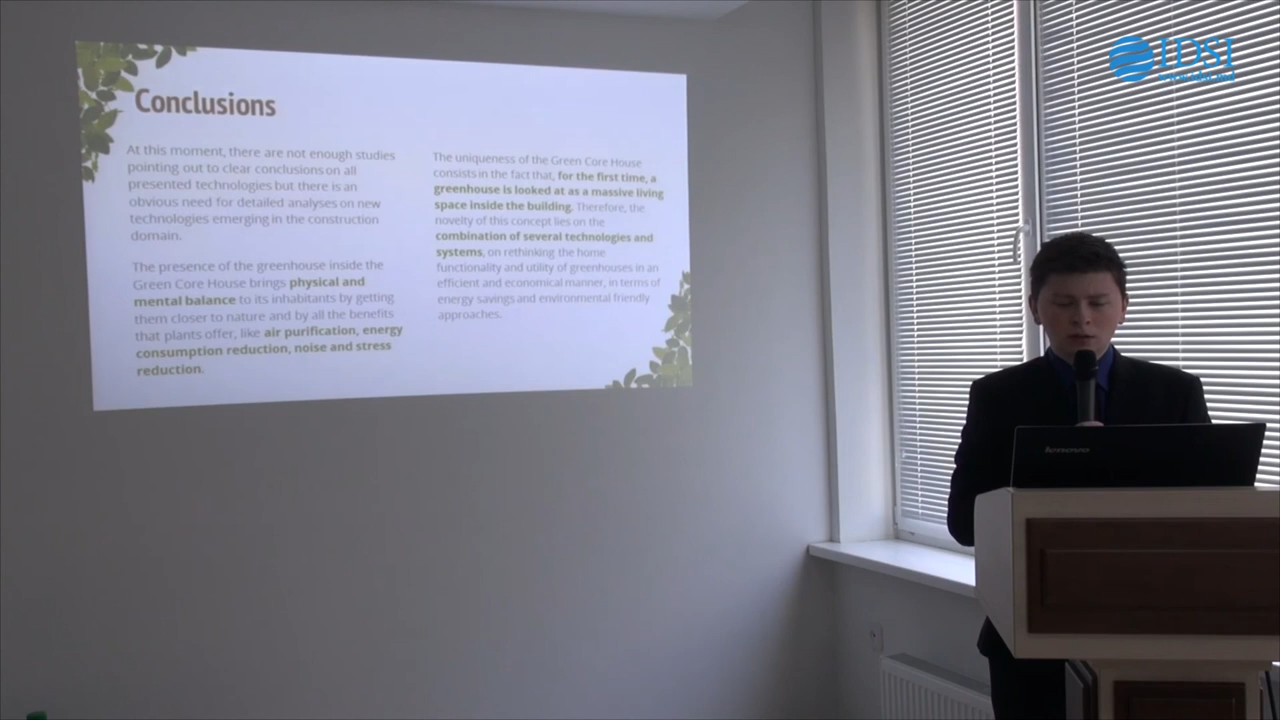 Conclusions
At this moment, there are not enough studies
pointing out to clear conclusions on all
presented technologies but there is an
obvious need for detailed analyses on new
technologies emerging in the construction
domain.
The presence of the greenhouse inside the
Green Core House brings physical and
mental balance to its inhabitants by getting
them closer to nature and by all the benefits
that plants offer, like air purification, energy
consumption reduction, noise and stress
reduction.
The uniqueness of the Green Core House
consists in the fact that, for the first time, a
greenhouse is looked at as a massive living
space inside the building. Therefore, the
novelty of this concept lies on the
combination of several technologies and
systems, on rethinking the home
functionality and utility of greenhouses in an
efficient and economical manner, in terms of
energy savings and environmental friendly
approaches.
IDSI
lenovo